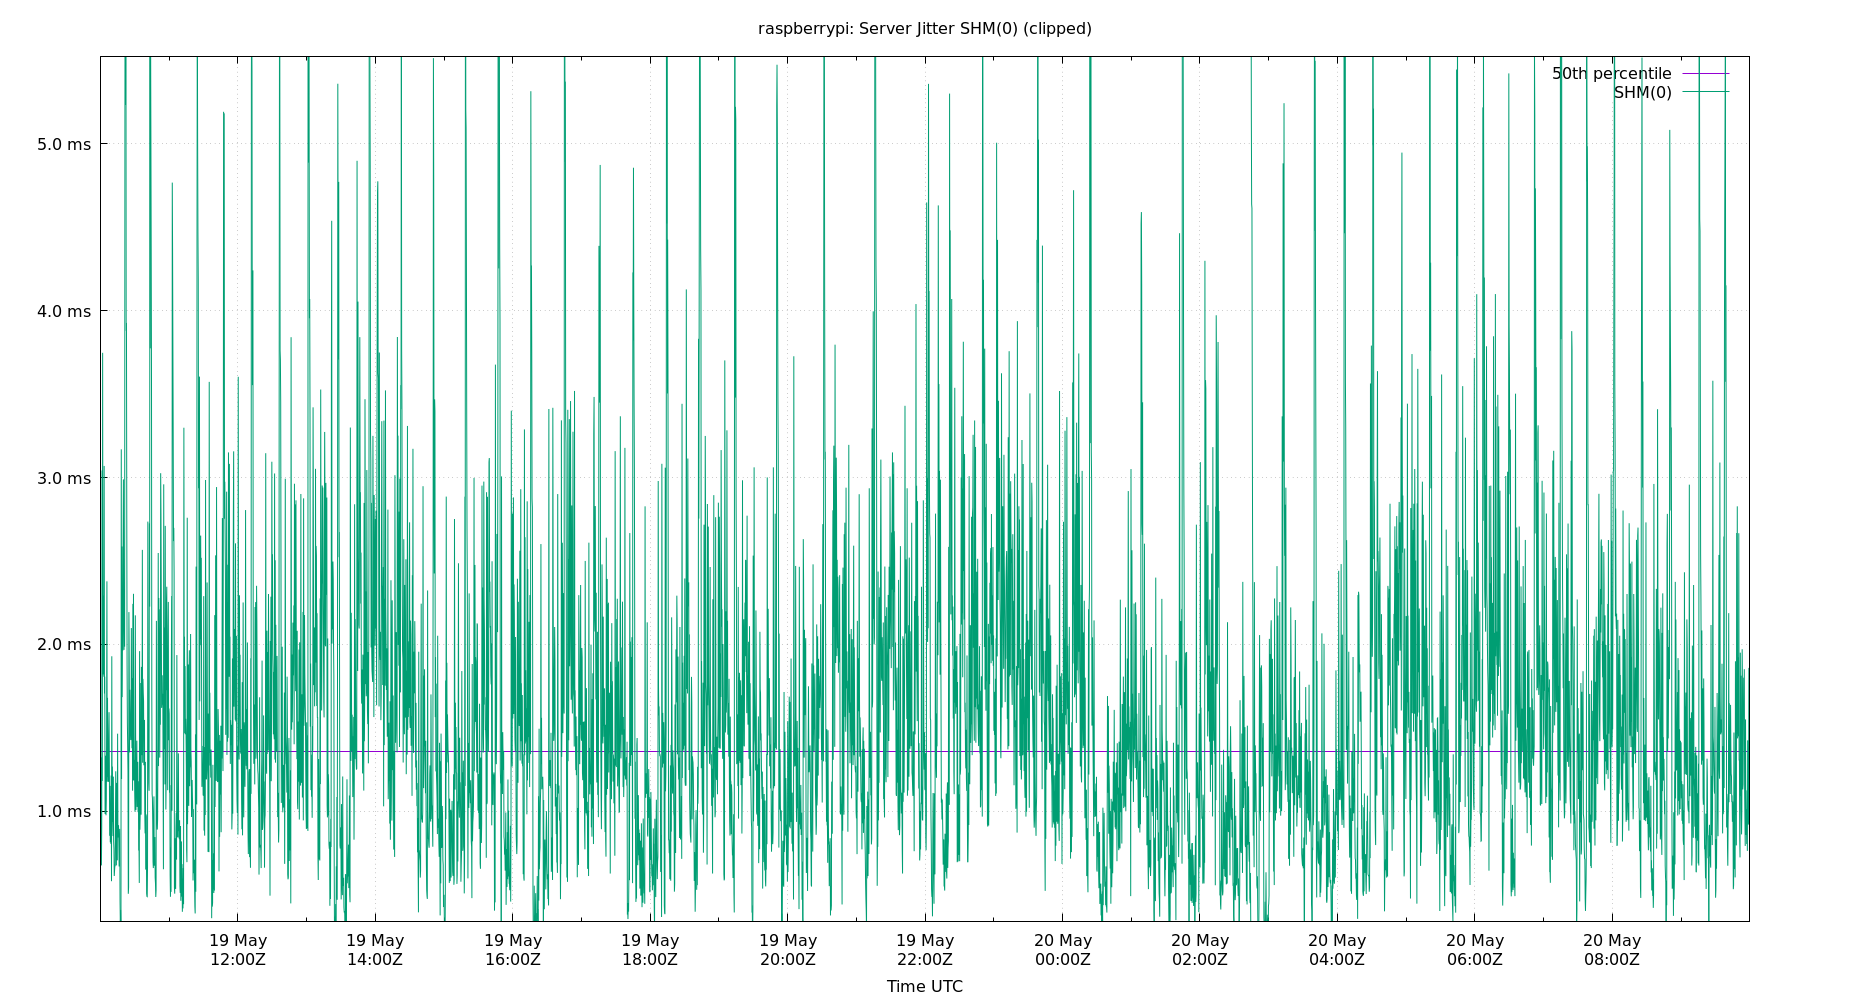 raspberrypi: Server Jitter SHM(0) (clipped)
50th percentile
SHM(0)
5.0 ms
4.0 ms
3.0 ms
2.0 ms
1.0 ms
19 May 19 May 19 May 19 May 19 May 19 May 20 May 20 May 20 May 20 May 20 May
12:00Z 14:00Z 16:00Z 18:00Z 20:00Z 22:00Z 00:00Z 02:00Z 04:00Z 06:00Z 08:00Z
Time UTC